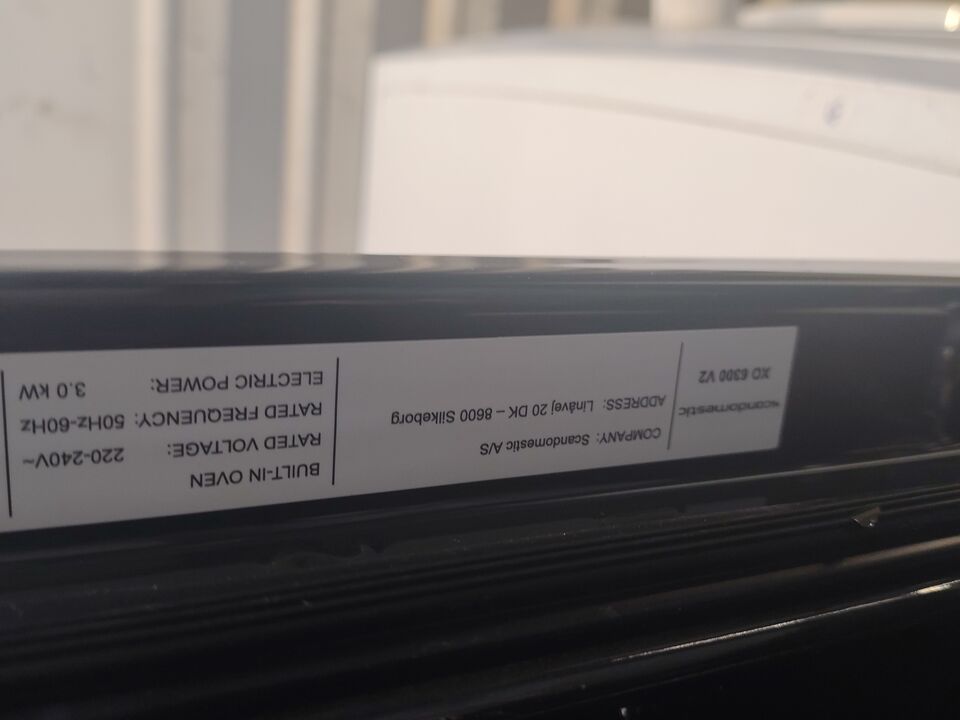 scandomestic
XO 6300 V2
COMPANY: Scandomestic A/S
ADDRESS: Linåvej 20 DK – 8600 Silkeborg
BUILT-IN OVEN
RATED VOLTAGE: 220-240V~
RATED FREQUENCY: 50Hz-60Hz
ELECTRIC POWER: 3.0 kW